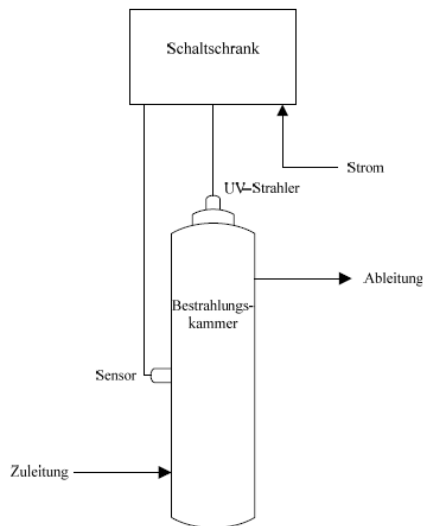 Schaltschrank
Strom
UV-Strahler
Ableitung
Bestrahlungs-
kammer
Sensor
Zuleitung